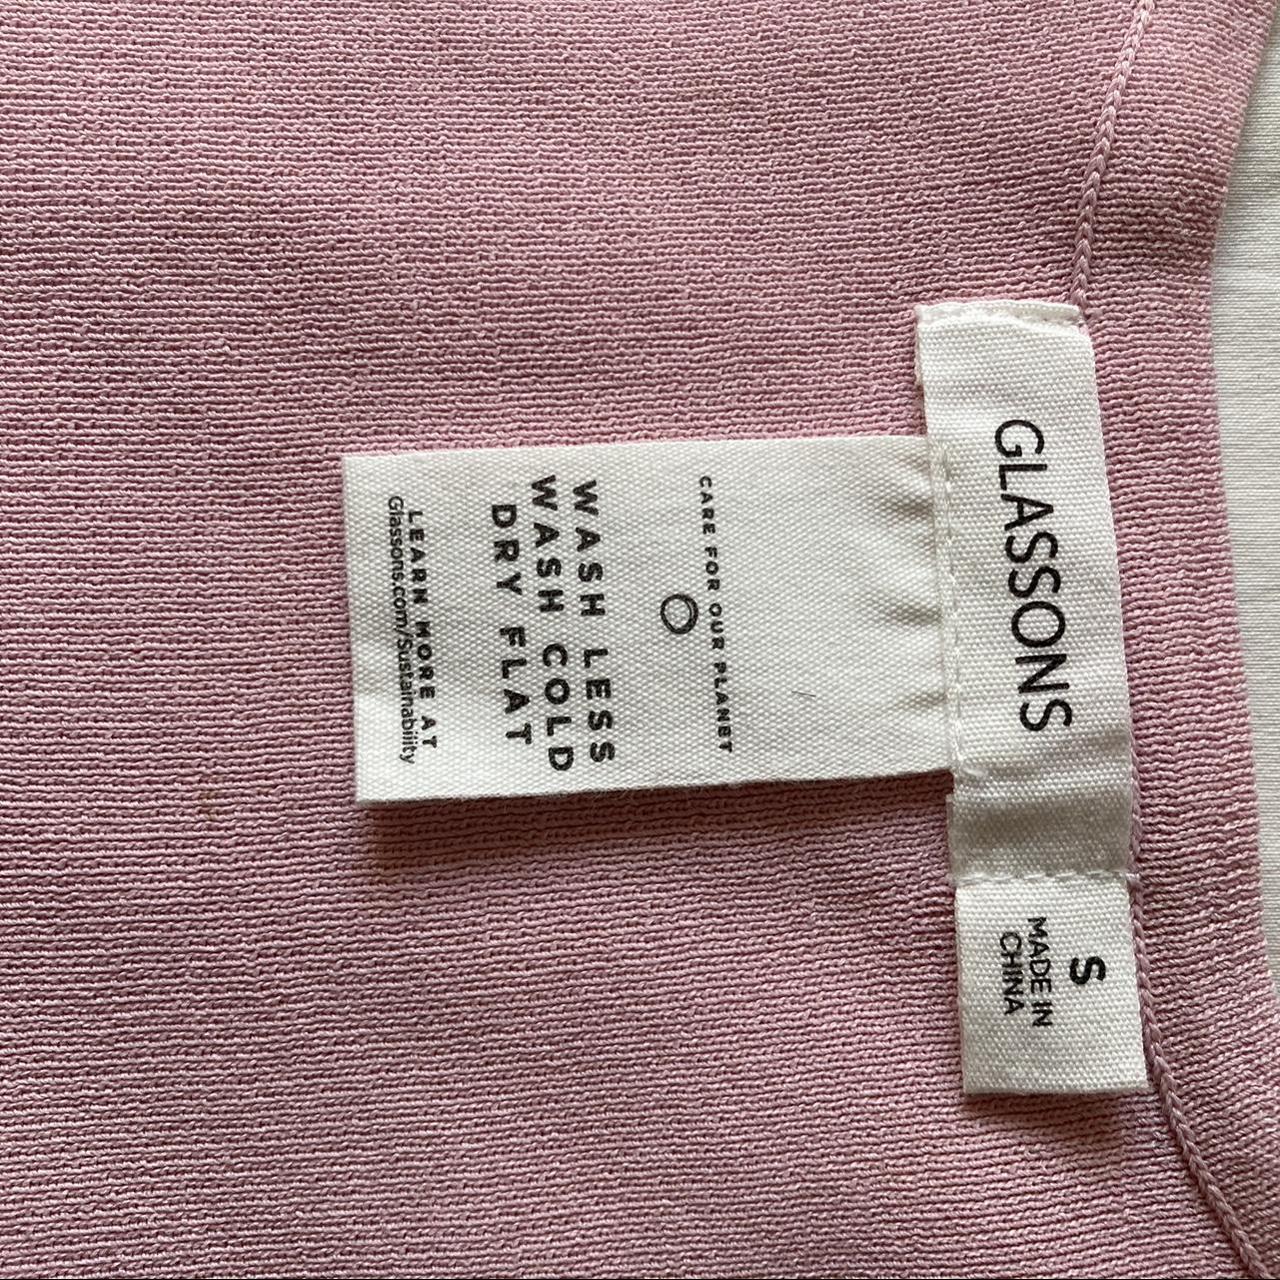 GLASSONS
S
MADE IN
CHINA
CARE FOR OUR PLANET
WASH LESS
WASH COLD
DRY FLAT
LEARN MORE AT
Glassons.com/Sustainability